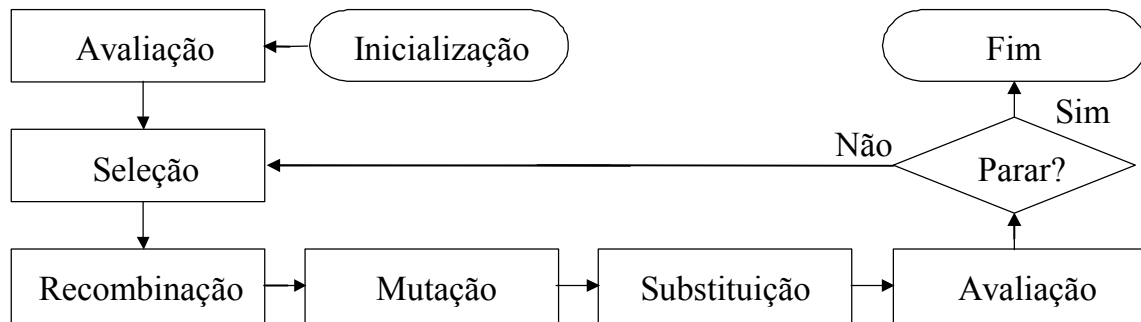 Avaliação
Inicialização
Fim
Sim
Não
Seleção
Parar?
Recombinação
Mutação
Substituição
Avaliação